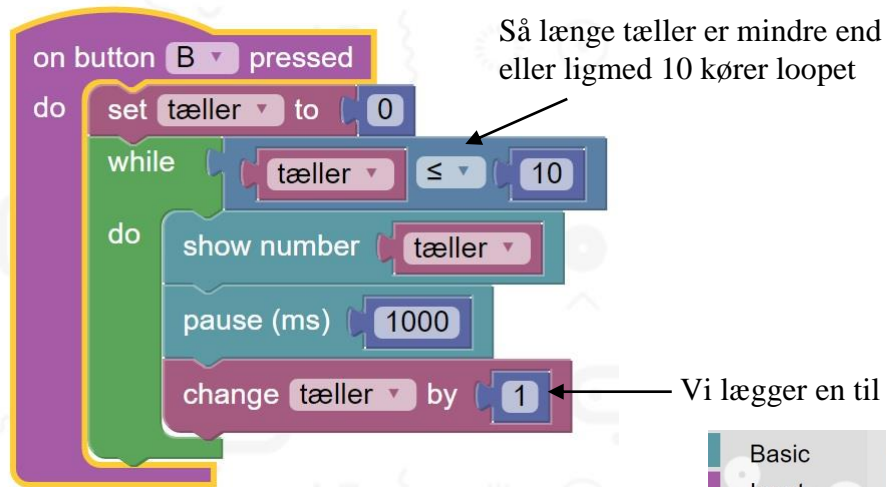 Så længe tæller er mindre end
eller ligmed 10 kører loopet
on button B pressed
do set tæller to 0
while tæller ≤ 10
do show number tæller
pause (ms) 1000
change tæller by 1
Vi lægger en til
Basic